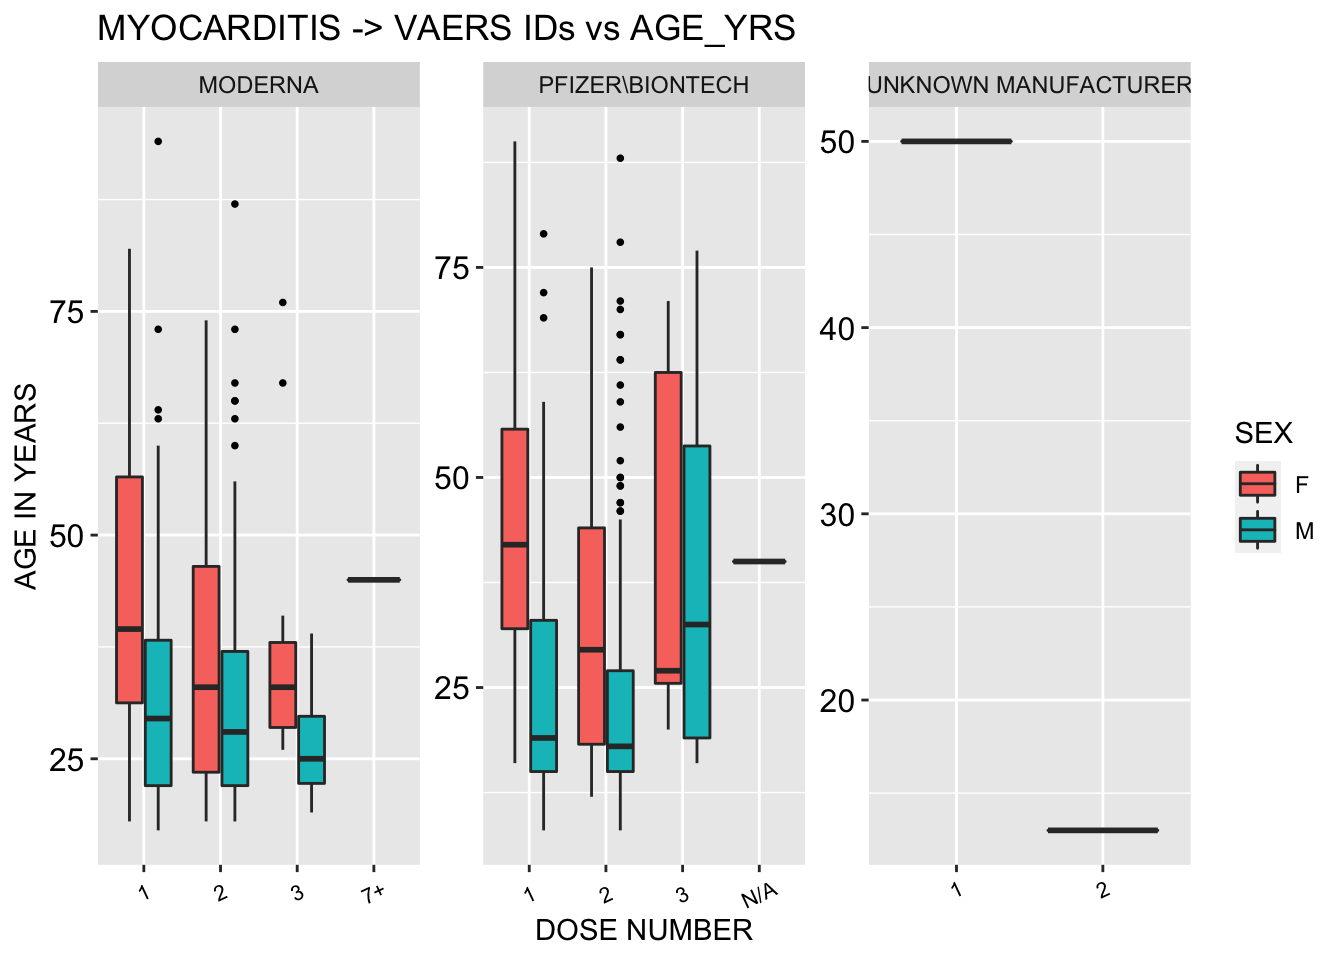 MYOCARDITIS -> VAERS IDs vs AGE_YRS
MODERNA
PFIZER\BIONTECH
UNKNOWN MANUFACTURER
AGE IN YEARS
75
50
25
75
50
25
50
40
30
20
1 2 3 7+
1 2 3 N/A
1 2
DOSE NUMBER
SEX
F
M